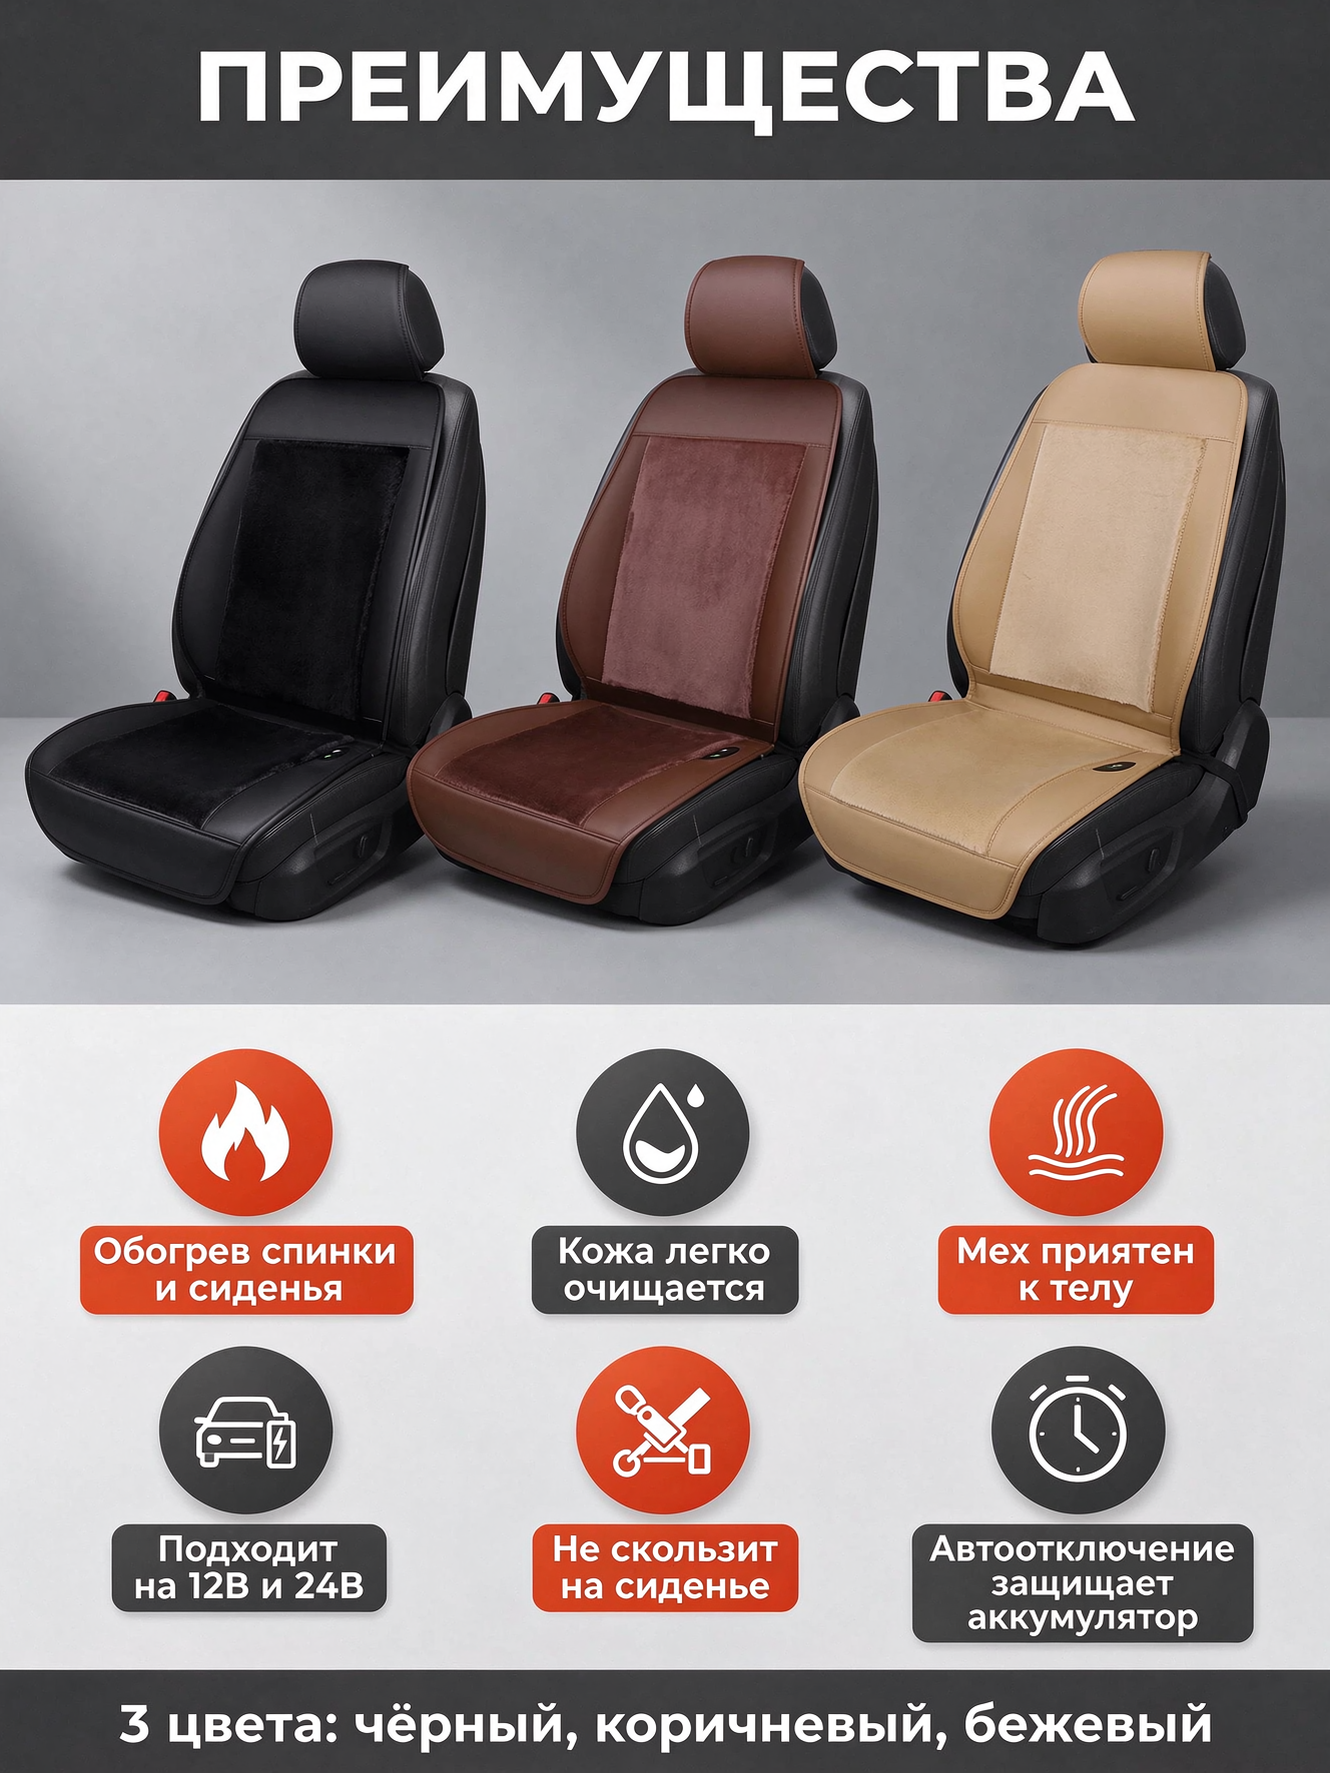 ПРЕИМУЩЕСТВА
Обогрев спинки
и сиденья
Кожа легко
очищается
Мех приятен
к телу
Подходит
на 12В и 24В
Не скользит
на сиденье
Автоотключение
защищает
аккумулятор
3 цвета: чёрный, коричневый, бежевый